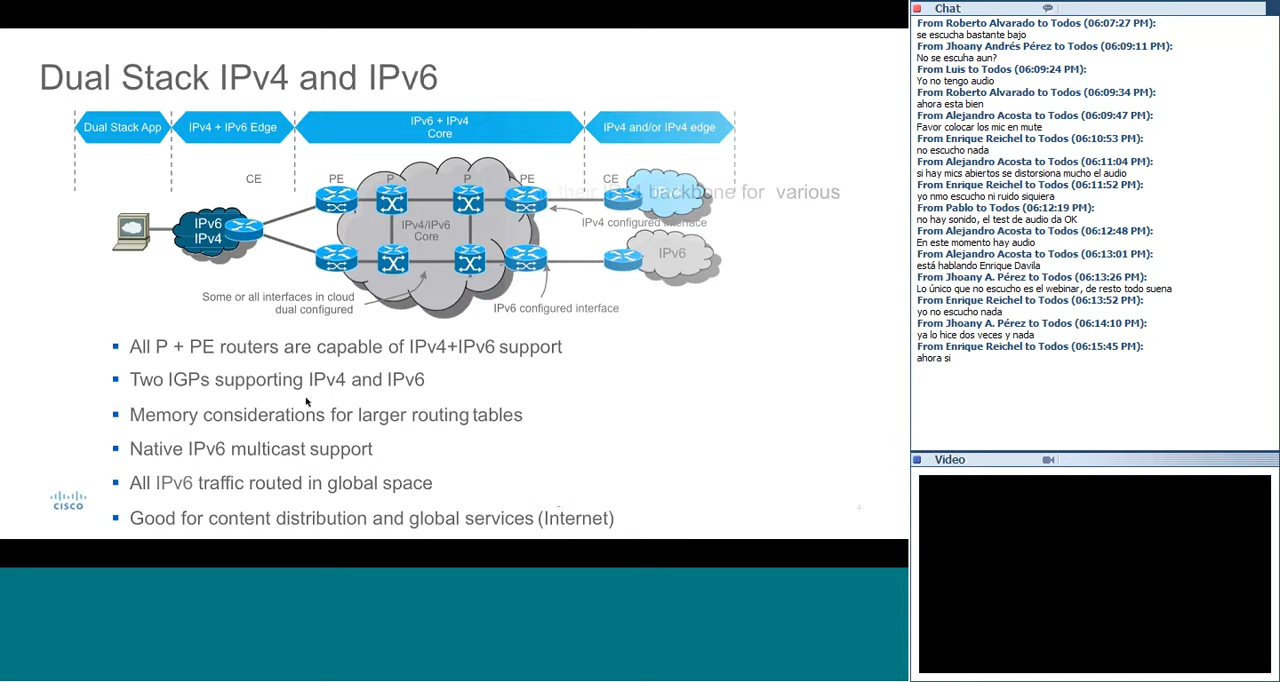 Dual Stack IPv4 and IPv6
Dual Stack App
IPv4 + IPv6 Edge
IPv6 + IPv4
Core
IPv4 and/or IPv4 edge
CE
PE
P
P
PE
CE
their
backbone for various
IPv6
IPv4
IPv4/IPv6
Core
IPv4 configured interface
IPv6
Some or all interfaces in cloud
dual configured
IPv6 configured interface
▪ All P + PE routers are capable of IPv4+IPv6 support
▪ Two IGPs supporting IPv4 and IPv6
▪ Memory considerations for larger routing tables
▪ Native IPv6 multicast support
▪ All IPv6 traffic routed in global space
▪ Good for content distribution and global services (Internet)
CISCO
4
Chat
From Roberto Alvarado to Todos (06:07:27 PM):
se escucha bastante bajo
From Jhoany Andrés Pérez to Todos (06:09:11 PM):
No se escuha aun?
From Luis to Todos (06:09:24 PM):
Yo no tengo audio
From Roberto Alvarado to Todos (06:09:34 PM):
ahora esta bien
From Alejandro Acosta to Todos (06:09:47 PM):
Favor colocar los mic en mute
From Enrique Reichel to Todos (06:10:53 PM):
no escucho nada
From Alejandro Acosta to Todos (06:11:04 PM):
si hay mics abiertos se distorsiona mucho el audio
From Enrique Reichel to Todos (06:11:52 PM):
yo nmo escucho ni ruido siquiera
From Pablo to Todos (06:12:19 PM):
no hay sonido, el test de audio da OK
From Alejandro Acosta to Todos (06:12:48 PM):
En este momento hay audio
From Alejandro Acosta to Todos (06:13:01 PM):
está hablando Enrique Davila
From Jhoany A. Pérez to Todos (06:13:26 PM):
Lo único que no escucho es el webinar, de resto todo suena
From Enrique Reichel to Todos (06:13:52 PM):
yo no escucho nada
From Jhoany A. Pérez to Todos (06:14:10 PM):
ya lo hice dos veces y nada
From Enrique Reichel to Todos (06:15:45 PM):
ahora si
Video